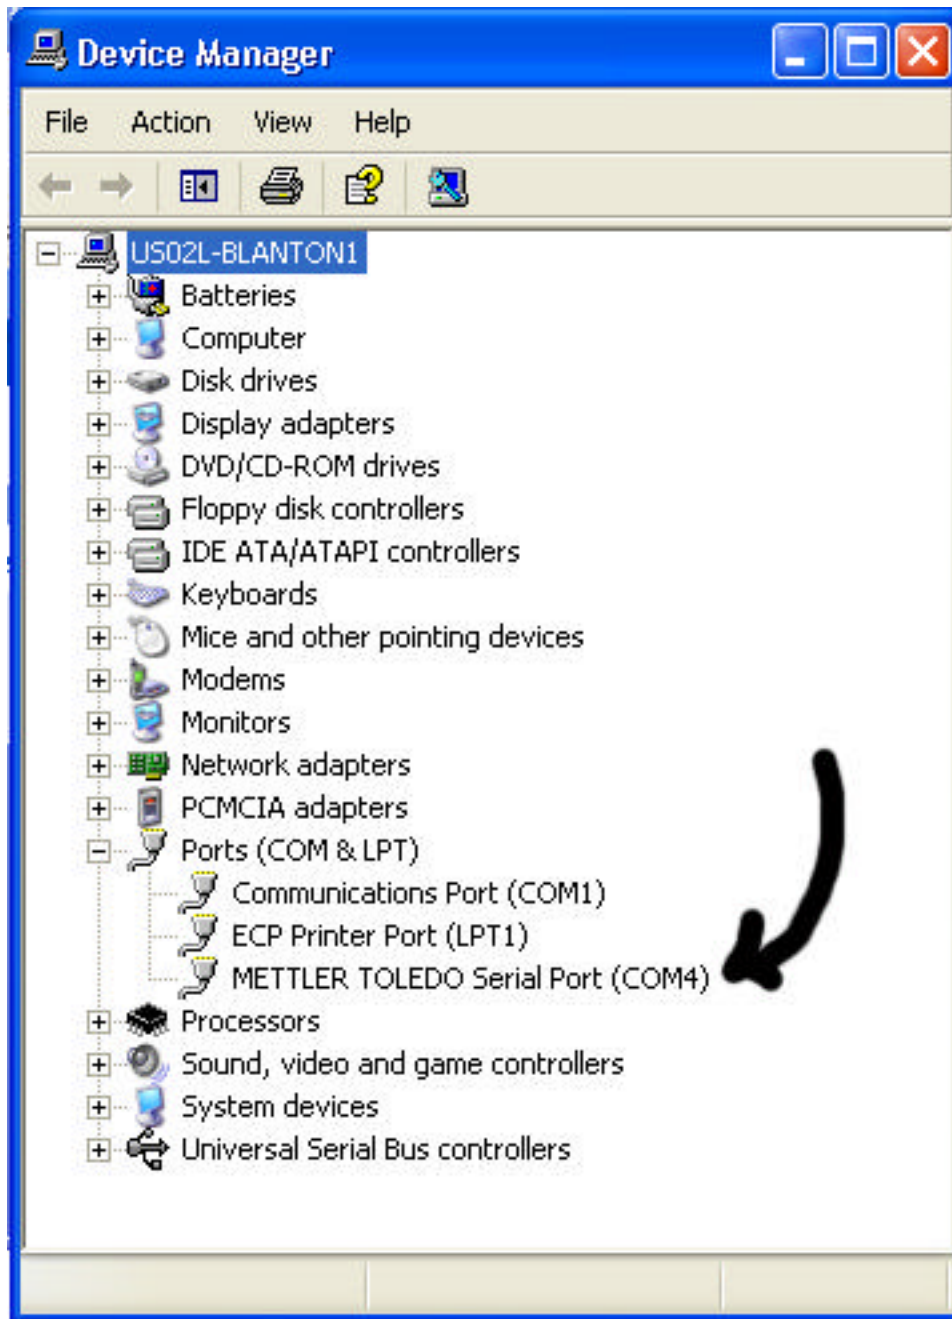 Device Manager
File Action View Help
US02L-BLANTON1
Batteries
Computer
Disk drives
Display adapters
DVD/CD-ROM drives
Floppy disk controllers
IDE ATA/ATAPI controllers
Keyboards
Mice and other pointing devices
Modems
Monitors
Network adapters
PCMCIA adapters
Ports (COM & LPT)
Communications Port (COM1)
ECP Printer Port (LPT1)
METTLER TOLEDO Serial Port (COM4)
Processors
Sound, video and game controllers
System devices
Universal Serial Bus controllers